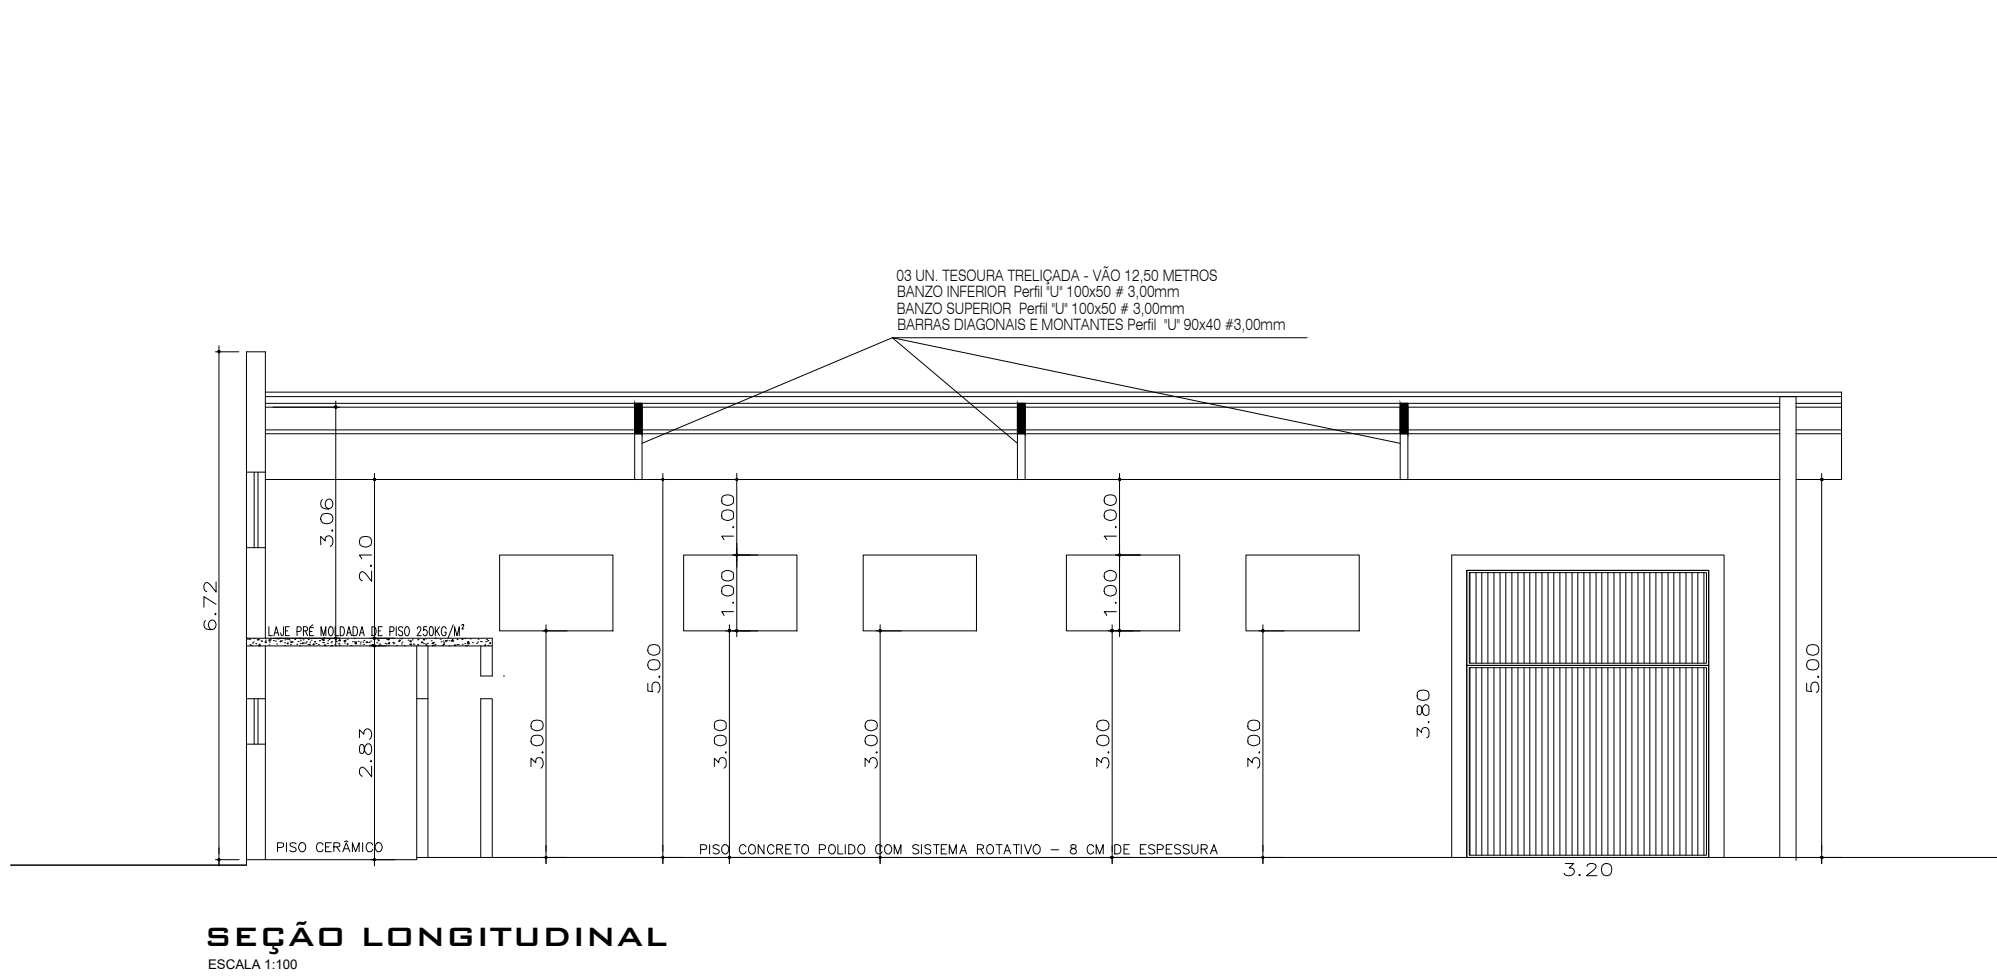 03 UN. TESOURA TRELIÇADA - VÃO 12,50 METROS
BANZO INFERIOR Perfil "U" 100x50 # 3,00mm
BANZO SUPERIOR Perfil "U" 100x50 # 3,00mm
BARRAS DIAGONAIS E MONTANTES Perfil "U" 90x40 #3,00mm
3.06
1.00
1.00
2.10
6.72
1.00
1.00
LAJE PRÉ MOLDADA DE PISO 250KG/M²
5.00
5.00
3.80
2.83
3.00
3.00
3.00
3.00
3.00
PISO CERÂMICO
PISO CONCRETO POLIDO COM SISTEMA ROTATIVO - 8 CM DE ESPESSURA
3.20
SEÇÃO LONGITUDINAL
ESCALA 1:100